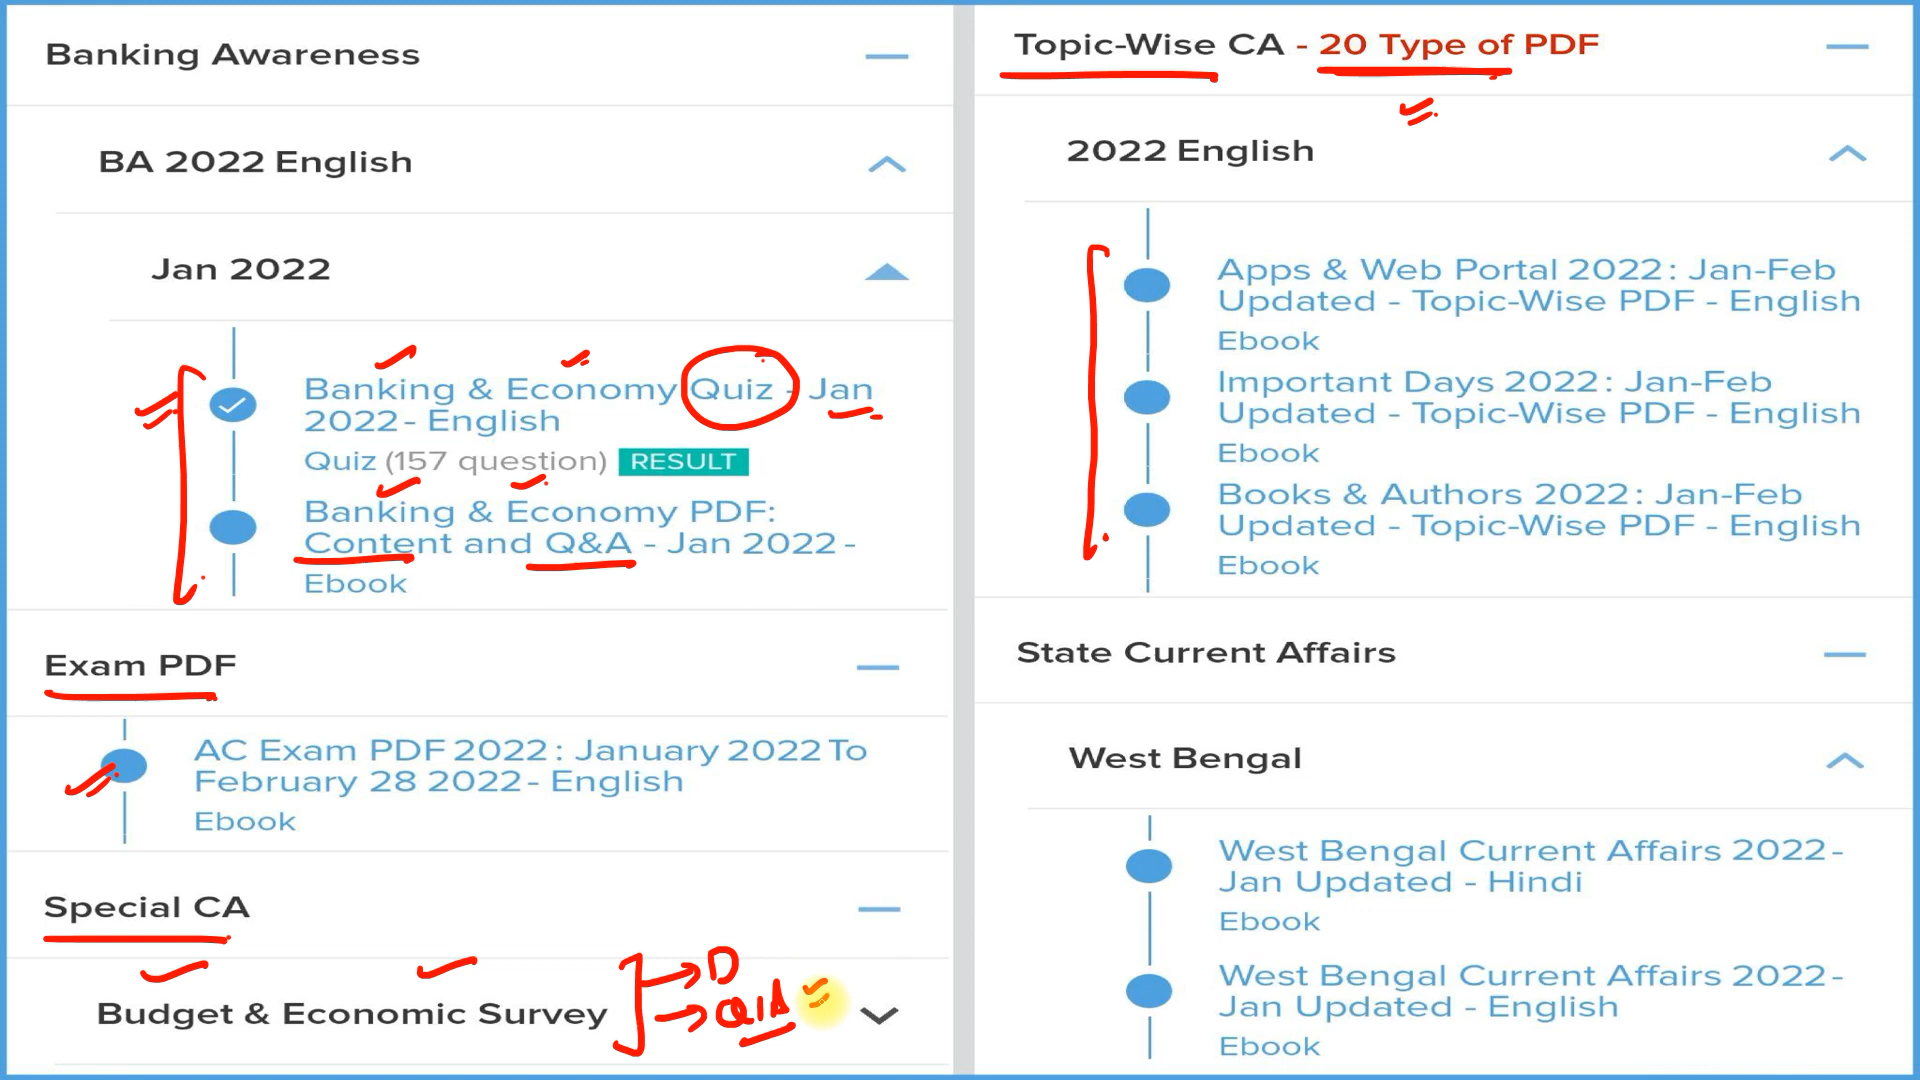 Banking Awareness
BA 2022 English
Jan 2022
Banking & Economy Quiz - Jan
2022 - English
Quiz (157 question) RESULT
Banking & Economy PDF:
Content and Q&A - Jan 2022 -
Ebook
Exam PDF
AC Exam PDF 2022 : January 2022 To
February 28 2022 - English
Ebook
Special CA
Budget & Economic Survey
D
Q/A
Topic-Wise CA - 20 Type of PDF
2022 English
Apps & Web Portal 2022 : Jan-Feb
Updated - Topic-Wise PDF - English
Ebook
Important Days 2022 : Jan-Feb
Updated - Topic-Wise PDF - English
Ebook
Books & Authors 2022 : Jan-Feb
Updated - Topic-Wise PDF - English
Ebook
State Current Affairs
West Bengal
West Bengal Current Affairs 2022 -
Jan Updated - Hindi
Ebook
West Bengal Current Affairs 2022 -
Jan Updated - English
Ebook